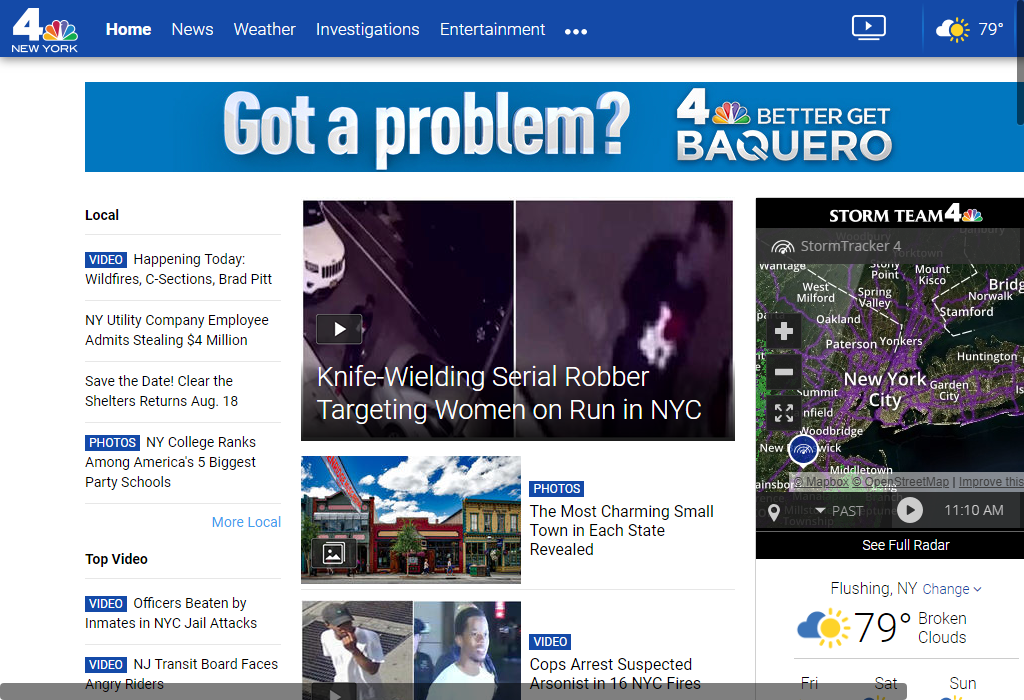 4
NEW YORK
Home News Weather Investigations Entertainment •••
79°
Got a problem?
4 BETTER GET
BAQUERO
Local
VIDEO Happening Today:
Wildfires, C-Sections, Brad Pitt
NY Utility Company Employee
Admits Stealing $4 Million
Save the Date! Clear the
Shelters Returns Aug. 18
PHOTOS NY College Ranks
Among America's 5 Biggest
Party Schools
More Local
Top Video
VIDEO Officers Beaten by
Inmates in NYC Jail Attacks
VIDEO NJ Transit Board Faces
Angry Riders
Knife-Wielding Serial Robber
Targeting Women on Run in NYC
PHOTOS
The Most Charming Small
Town in Each State
Revealed
VIDEO
Cops Arrest Suspected
Arsonist in 16 NYC Fires
STORM TEAM 4
Woodbury Danbury
StormTracker 4
Yorktown
Wantage
Stony
Point
Mount
Kisco
West
Milford
Spring
Valley
Bridg
Norwalk
Stamford
Oakland
Paterson Yonkers
Huntington
New York
City
Garden
City
Summit
nfield
Woodbridge
New wick
Middletown
ainsbor
© Mapbox © OpenStreetMap | Improve this
Township
PAST
11:10 AM
See Full Radar
Flushing, NY Change
79° Broken
Clouds
Fri Sat Sun